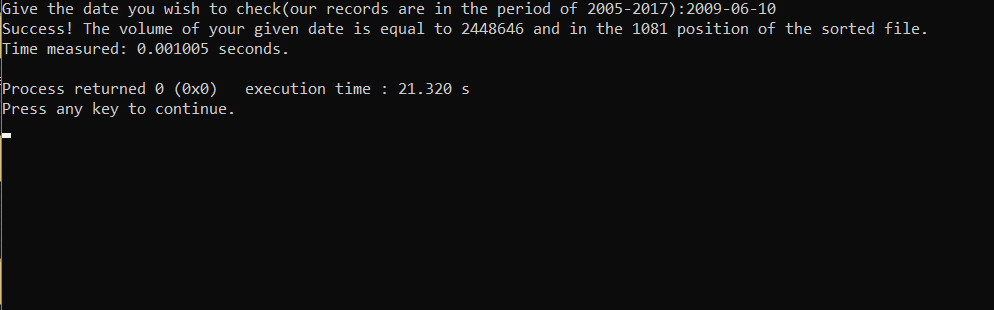 Give the date you wish to check(our records are in the period of 2005-2017):2009-06-10
Success! The volume of your given date is equal to 2448646 and in the 1081 position of the sorted file.
Time measured: 0.001005 seconds.
Process returned 0 (0x0)   execution time : 21.320 s
Press any key to continue.